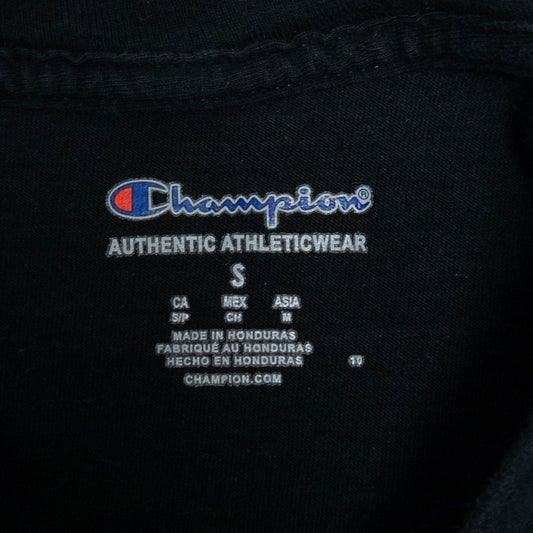 Champion®
AUTHENTIC ATHLETICWEAR
S
CA MEX ASIA
S/P CH M
MADE IN HONDURAS
FABRIQUÉ AU HONDURAS
HECHO EN HONDURAS 10
CHAMPION.COM